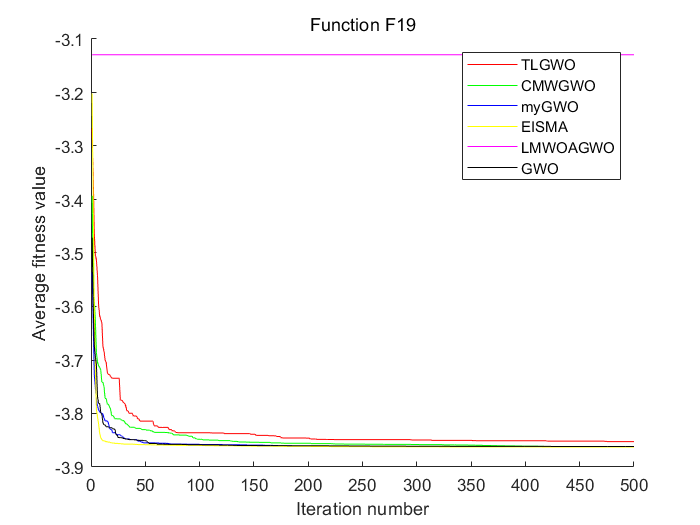 Function F19
-3.1
-3.2
-3.3
-3.4
-3.5
-3.6
-3.7
-3.8
-3.9
Average fitness value
TLGWO
CMWGWO
myGWO
EISMA
LMWOAGWO
GWO
0 50 100 150 200 250 300 350 400 450 500
Iteration number